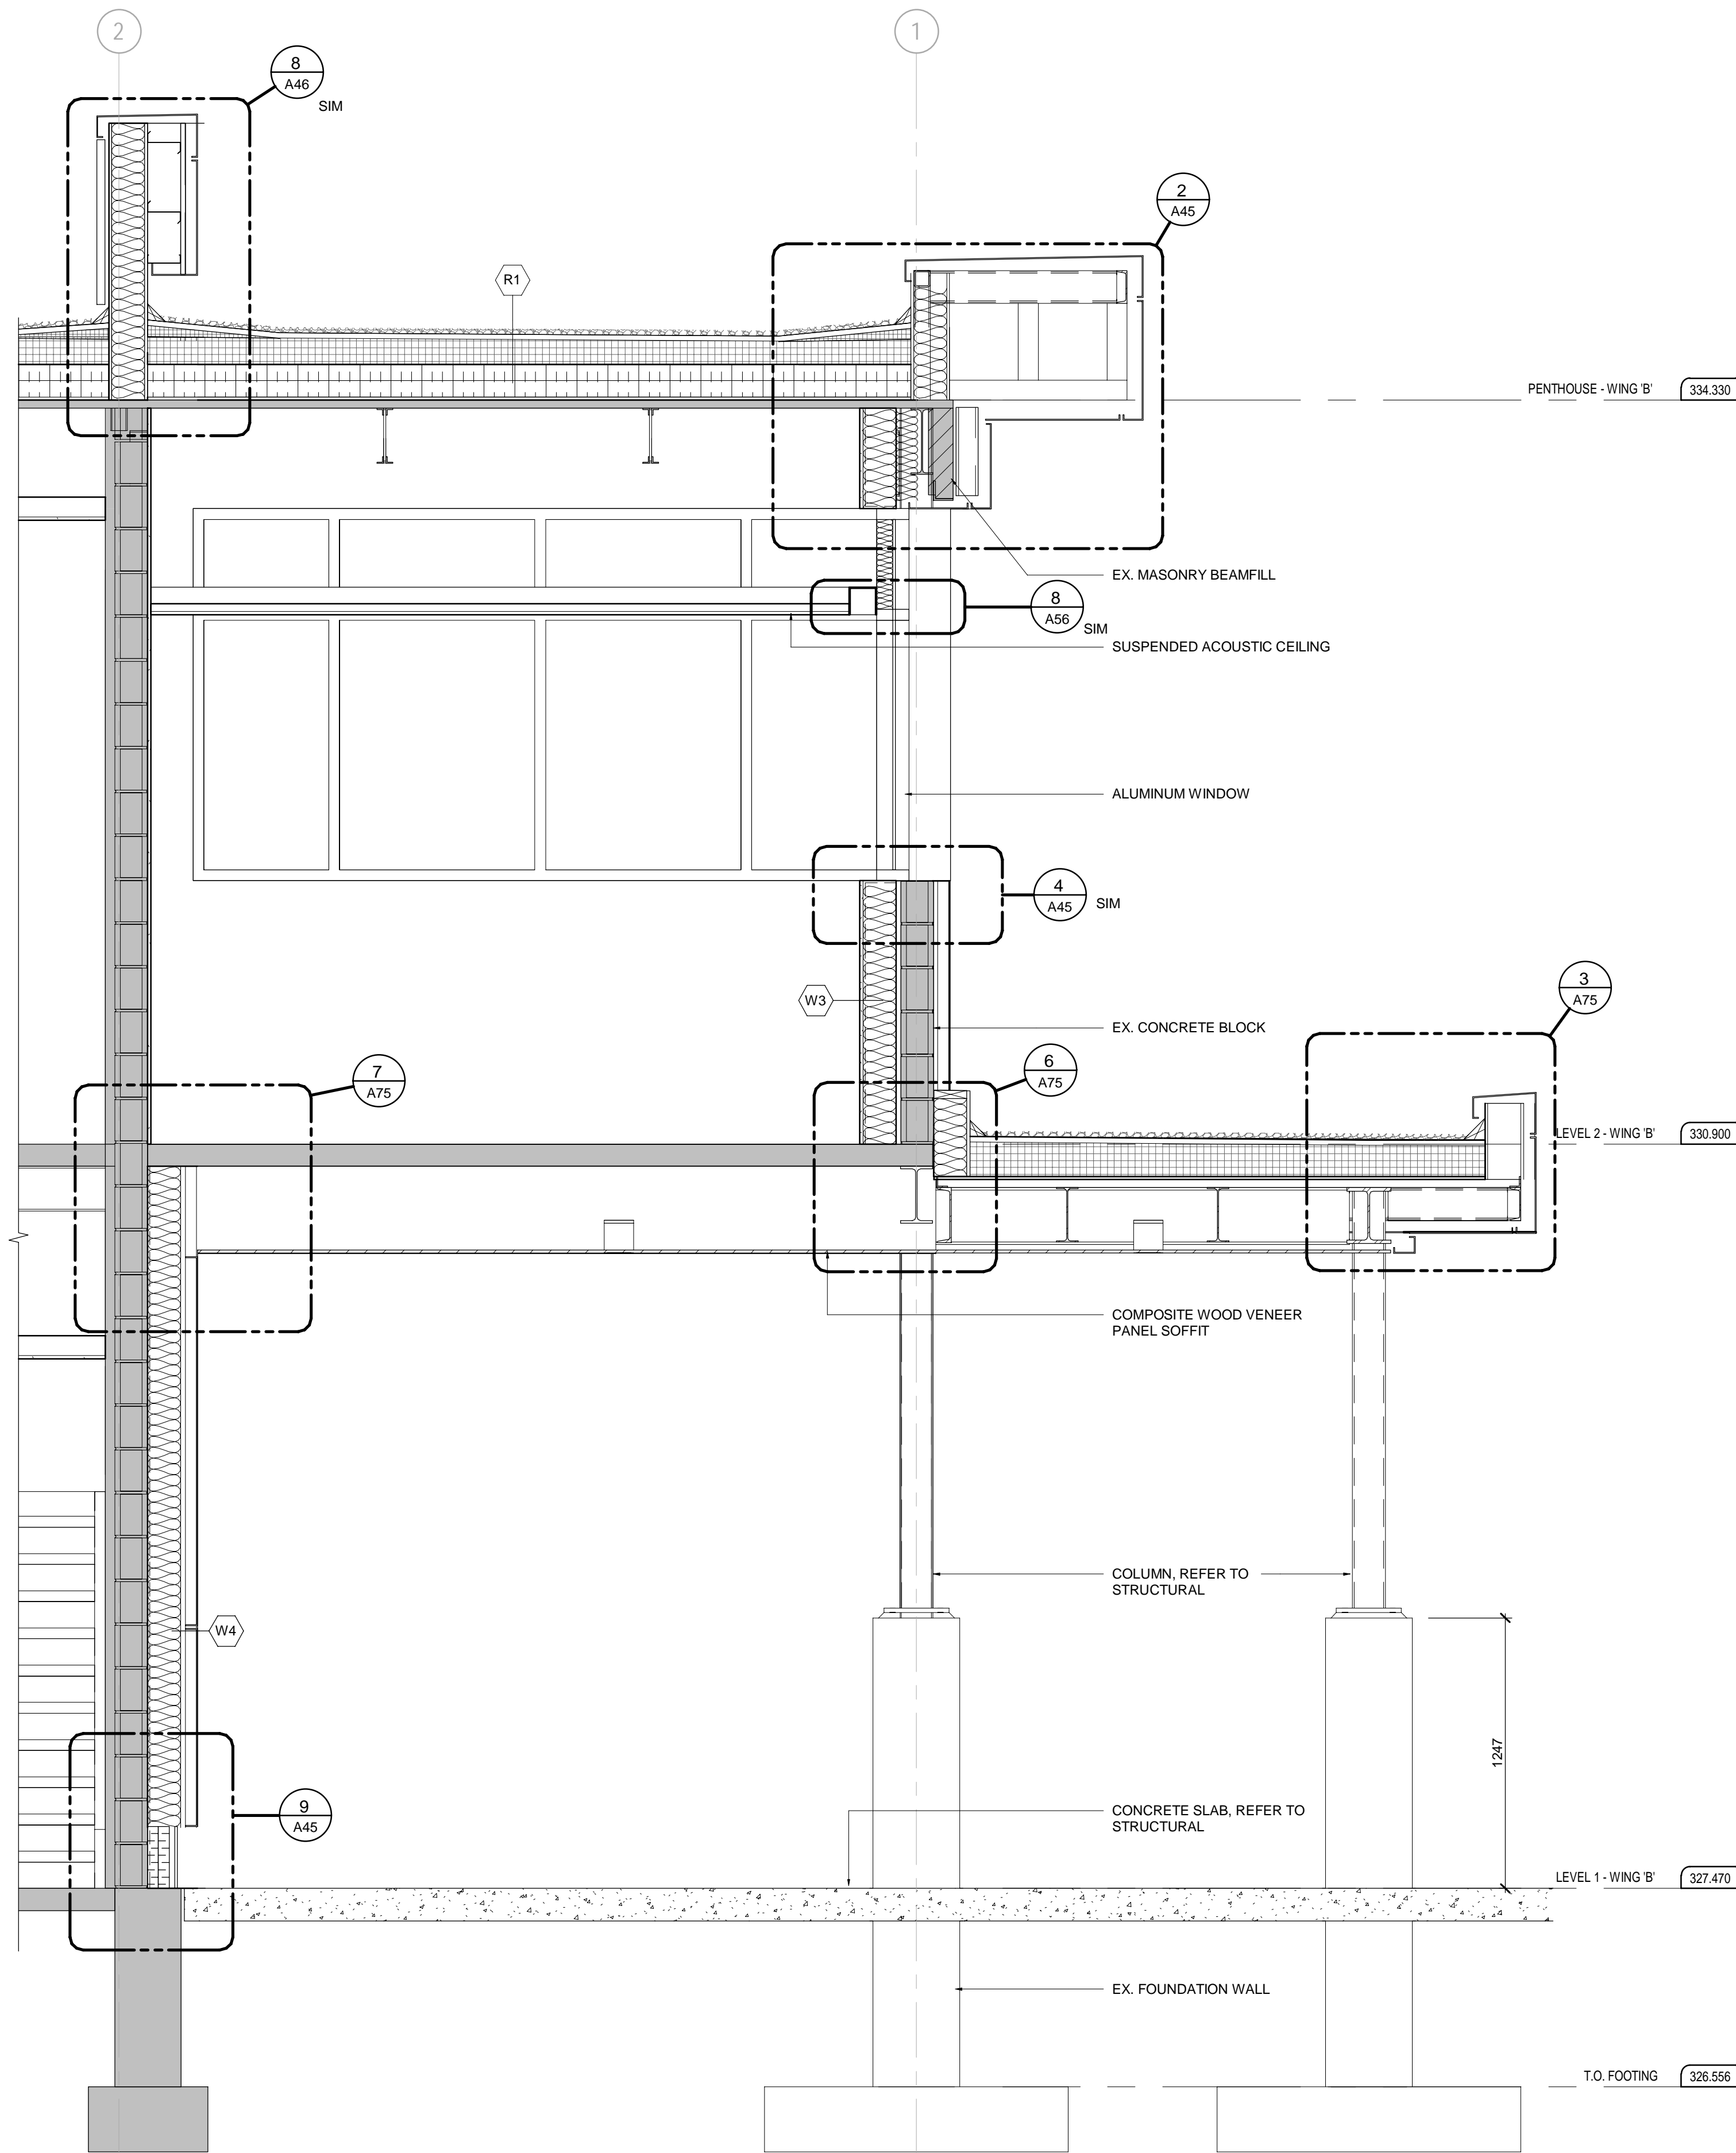 2
1
8
A46
SIM
2
A45
R1
PENTHOUSE - WING 'B'
334.330
EX. MASONRY BEAMFILL
8
A56
SIM
SUSPENDED ACOUSTIC CEILING
ALUMINUM WINDOW
4
A45
SIM
3
A75
W3
EX. CONCRETE BLOCK
6
A75
7
A75
LEVEL 2 - WING 'B'
330.900
COMPOSITE WOOD VENEER
PANEL SOFFIT
COLUMN, REFER TO
STRUCTURAL
W4
1247
9
A45
CONCRETE SLAB, REFER TO
STRUCTURAL
LEVEL 1 - WING 'B'
327.470
EX. FOUNDATION WALL
T.O. FOOTING
326.556